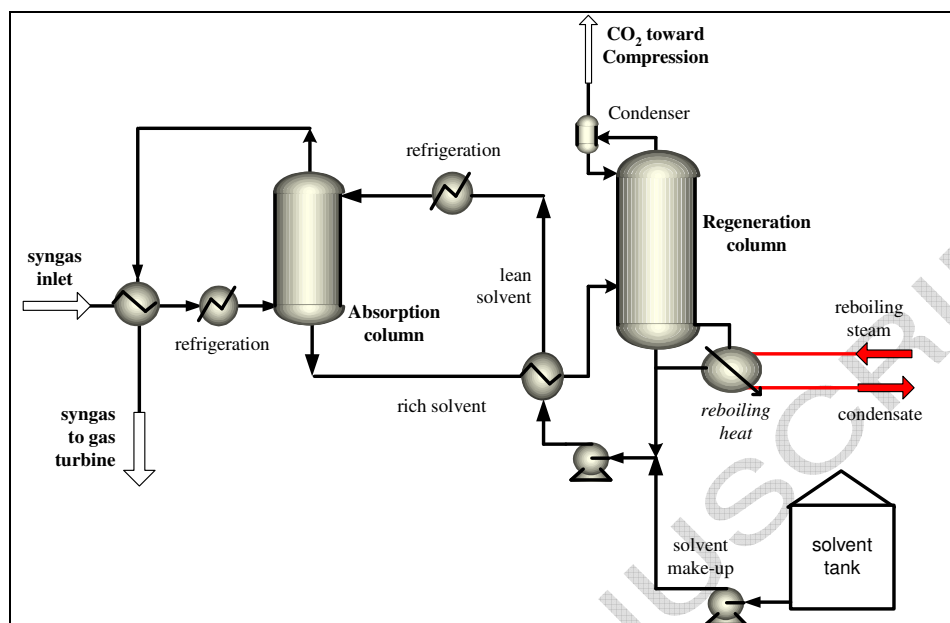 CO2 toward
Compression
Condenser
refrigeration
Regeneration
column
syngas
inlet
lean
solvent
Absorption
column
refrigeration
reboiling
steam
rich solvent
reboiling
heat
condensate
syngas
to gas
turbine
solvent
make-up
solvent
tank